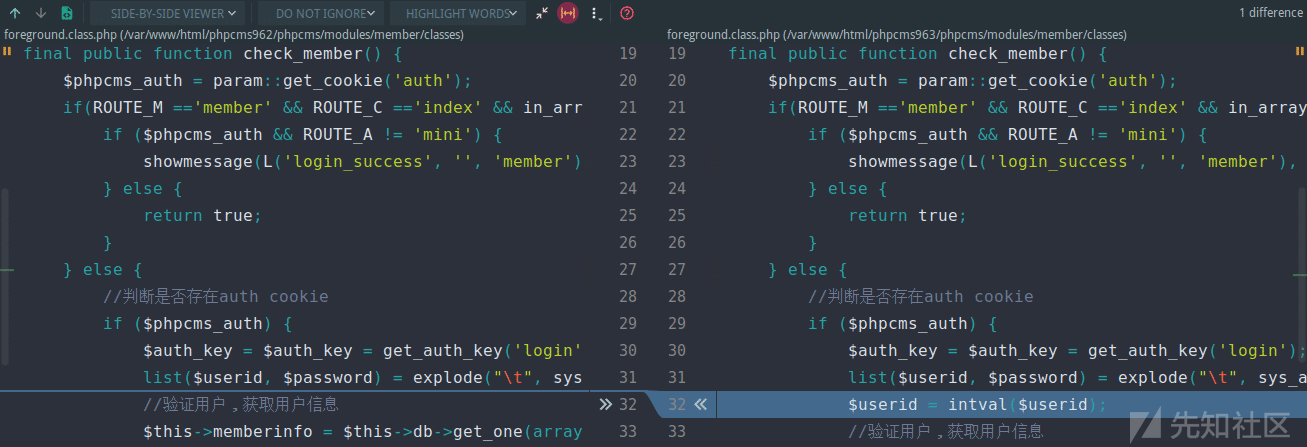 SIDE-BY-SIDE VIEWER DO NOT IGNORE HIGHLIGHT WORDS 1 difference
foreground.class.php (/var/www/html/phpcms962/phpcms/modules/member/classes)
final public function check_member() { 19
$phpcms_auth = param::get_cookie('auth'); 20
if(ROUTE_M =='member' && ROUTE_C =='index' && in_arr 21
if ($phpcms_auth && ROUTE_A != 'mini') { 22
showmessage(L('login_success', '', 'member') 23
} else { 24
return true; 25
} 26
} else { 27
//判断是否存在auth cookie 28
if ($phpcms_auth) { 29
$auth_key = $auth_key = get_auth_key('login' 30
list($userid, $password) = explode("\t", sys 31
//验证用户，获取用户信息 >> 32
$this->memberinfo = $this->db->get_one(array 33
foreground.class.php (/var/www/html/phpcms963/phpcms/modules/member/classes)
19 final public function check_member() {
20 $phpcms_auth = param::get_cookie('auth');
21 if(ROUTE_M =='member' && ROUTE_C =='index' && in_array
22 if ($phpcms_auth && ROUTE_A != 'mini') {
23 showmessage(L('login_success', '', 'member'),
24 } else {
25 return true;
26 }
27 } else {
28 //判断是否存在auth cookie
29 if ($phpcms_auth) {
30 $auth_key = $auth_key = get_auth_key('login');
31 list($userid, $password) = explode("\t", sys_a
32 << $userid = intval($userid);
33 //验证用户，获取用户信息
先知社区